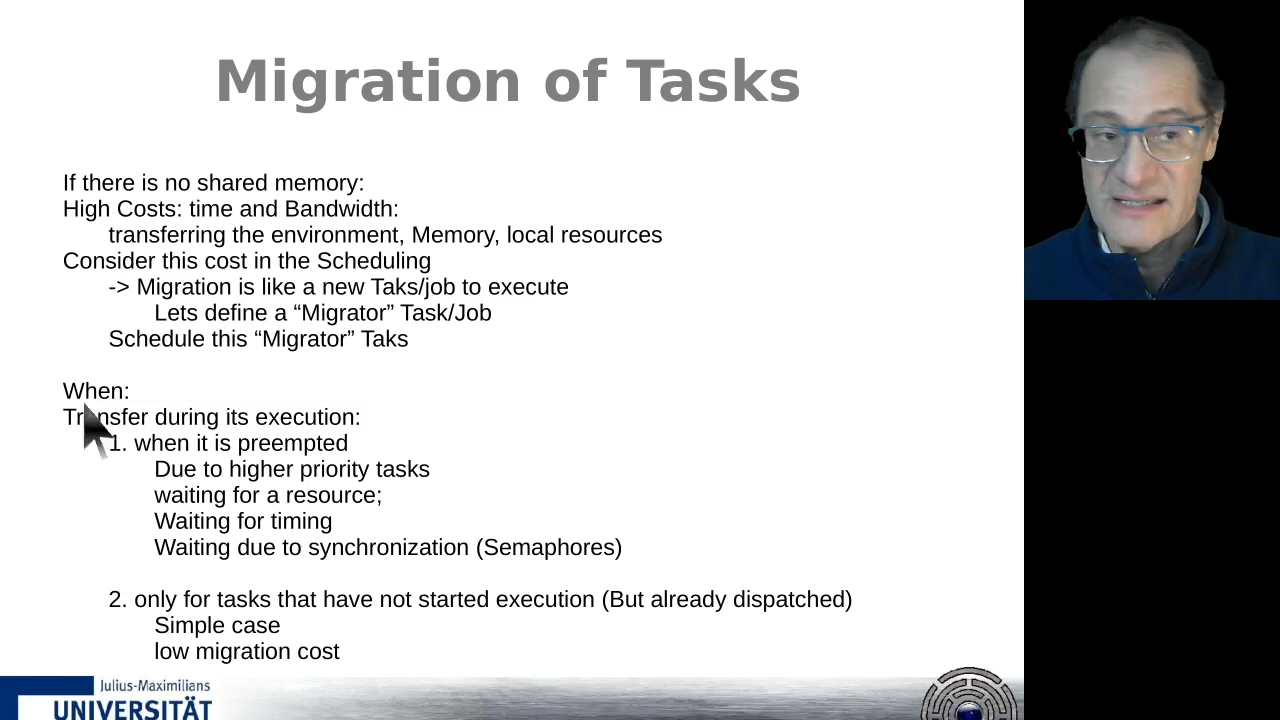 Migration of Tasks
If there is no shared memory:
High Costs: time and Bandwidth:
transferring the environment, Memory, local resources
Consider this cost in the Scheduling
-> Migration is like a new Taks/job to execute
Lets define a “Migrator” Task/Job
Schedule this “Migrator” Taks
When:
Transfer during its execution:
1. when it is preempted
Due to higher priority tasks
waiting for a resource;
Waiting for timing
Waiting due to synchronization (Semaphores)
2. only for tasks that have not started execution (But already dispatched)
Simple case
low migration cost
Julius-Maximilians
UNIVERSITÄT